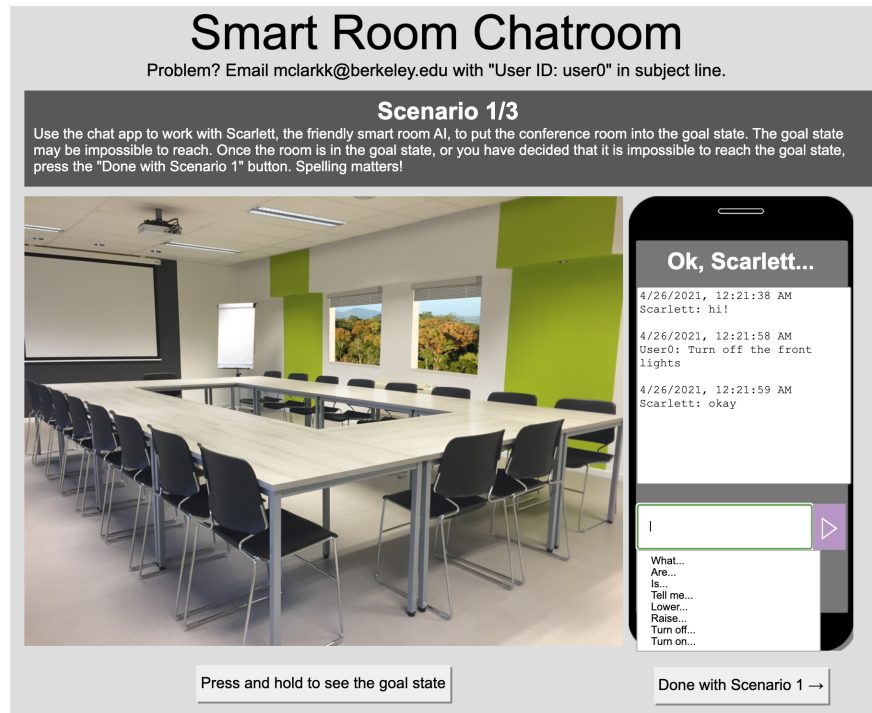 Smart Room Chatroom
Problem? Email mclarkk@berkeley.edu with "User ID: user0" in subject line.
Scenario 1/3
Use the chat app to work with Scarlett, the friendly smart room AI, to put the conference room into the goal state. The goal state
may be impossible to reach. Once the room is in the goal state, or you have decided that it is impossible to reach the goal state,
press the "Done with Scenario 1" button. Spelling matters!
Ok, Scarlett...
4/26/2021, 12:21:38 AM
Scarlett: hi!
4/26/2021, 12:21:58 AM
User0: Turn off the front
lights
4/26/2021, 12:21:59 AM
Scarlett: okay
What...
Are...
Is...
Tell me...
Lower...
Raise...
Turn off...
Turn on...
Press and hold to see the goal state
Done with Scenario 1 →